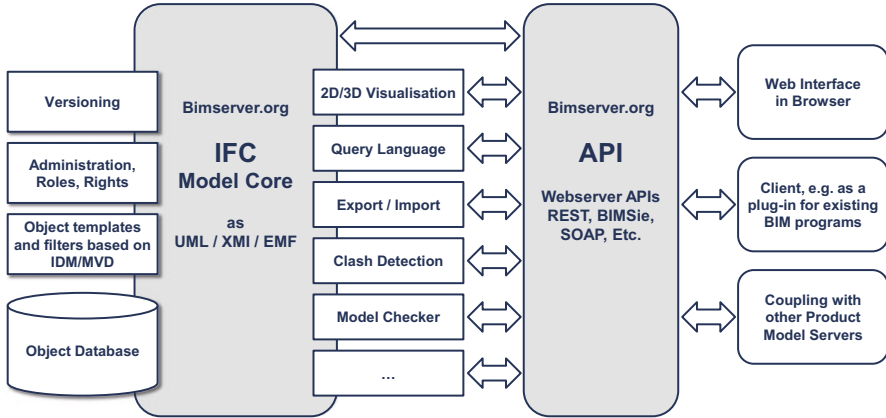 Versioning
Administration,
Roles, Rights
Object templates
and filters based on
IDM/MVD
Object Database
Bimserver.org
IFC
Model Core
as
UML / XMI / EMF
2D/3D Visualisation
Query Language
Export / Import
Clash Detection
Model Checker
...
Bimserver.org
API
Webserver APIs
REST, BIMSie,
SOAP, Etc.
Web Interface
in Browser
Client, e.g. as a
plug-in for existing
BIM programs
Coupling with
other Product
Model Servers